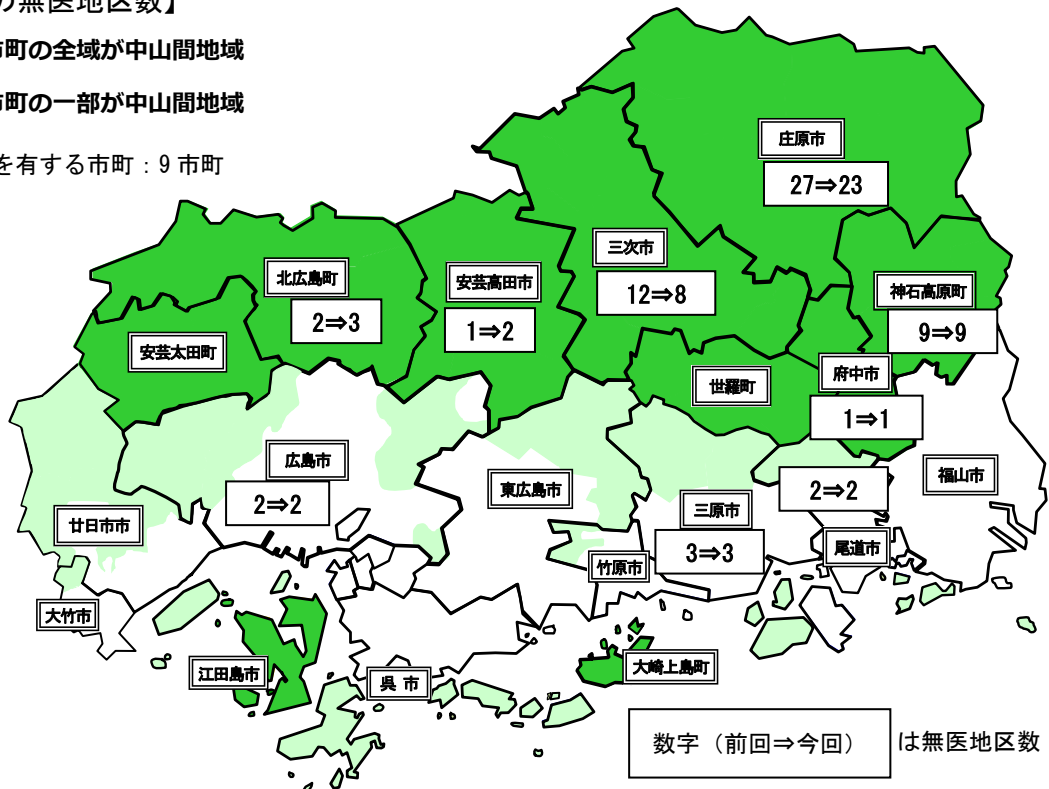 の無医地区数】
市町の全域が中山間地域
市町の一部が中山間地域
を有する市町：9市町
庄原市
27⇒23
三次市
12⇒8
北広島町
2⇒3
安芸高田市
1⇒2
神石高原町
9⇒9
安芸太田町
世羅町
府中市
1⇒1
広島市
2⇒2
東広島市
2⇒2
福山市
三原市
3⇒3
廿日市市
尾道市
竹原市
大竹市
江田島市
呉市
大崎上島町
数字（前回⇒今回）は無医地区数